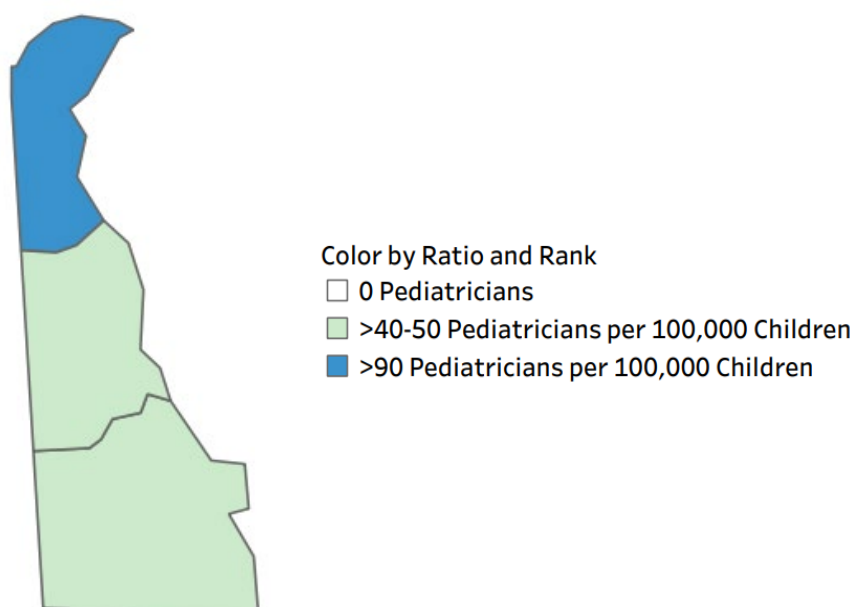 Color by Ratio and Rank
0 Pediatricians
>40-50 Pediatricians per 100,000 Children
>90 Pediatricians per 100,000 Children